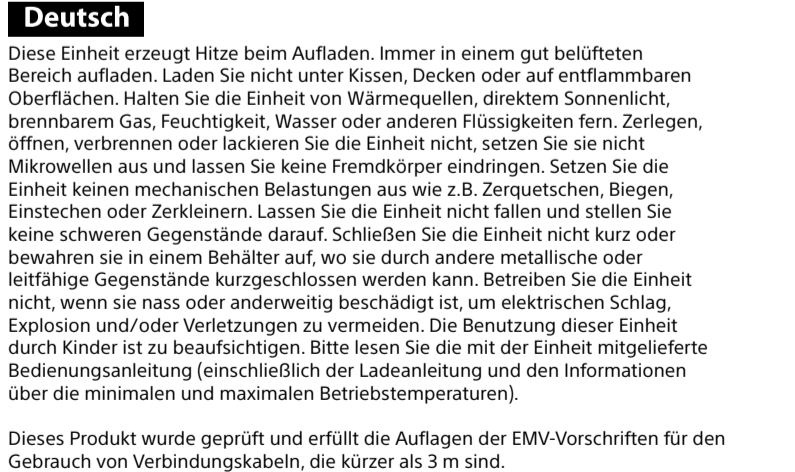 Deutsch
Diese Einheit erzeugt Hitze beim Aufladen. Immer in einem gut belüfteten
Bereich aufladen. Laden Sie nicht unter Kissen, Decken oder auf entflammbaren
Oberflächen. Halten Sie die Einheit von Wärmequellen, direktem Sonnenlicht,
brennbarem Gas, Feuchtigkeit, Wasser oder anderen Flüssigkeiten fern. Zerlegen,
öffnen, verbrennen oder lackieren Sie die Einheit nicht, setzen Sie sie nicht
Mikrowellen aus und lassen Sie keine Fremdkörper eindringen. Setzen Sie die
Einheit keinen mechanischen Belastungen aus wie z.B. Zerquetschen, Biegen,
Einstechen oder Zerkleinern. Lassen Sie die Einheit nicht fallen und stellen Sie
keine schweren Gegenstände darauf. Schließen Sie die Einheit nicht kurz oder
bewahren sie in einem Behälter auf, wo sie durch andere metallische oder
leitfähige Gegenstände kurzgeschlossen werden kann. Betreiben Sie die Einheit
nicht, wenn sie nass oder anderweitig beschädigt ist, um elektrischen Schlag,
Explosion und/oder Verletzungen zu vermeiden. Die Benutzung dieser Einheit
durch Kinder ist zu beaufsichtigen. Bitte lesen Sie die mit der Einheit mitgelieferte
Bedienungsanleitung (einschließlich der Ladeanleitung und den Informationen
über die minimalen und maximalen Betriebstemperaturen).
Dieses Produkt wurde geprüft und erfüllt die Auflagen der EMV-Vorschriften für den
Gebrauch von Verbindungskabeln, die kürzer als 3 m sind.